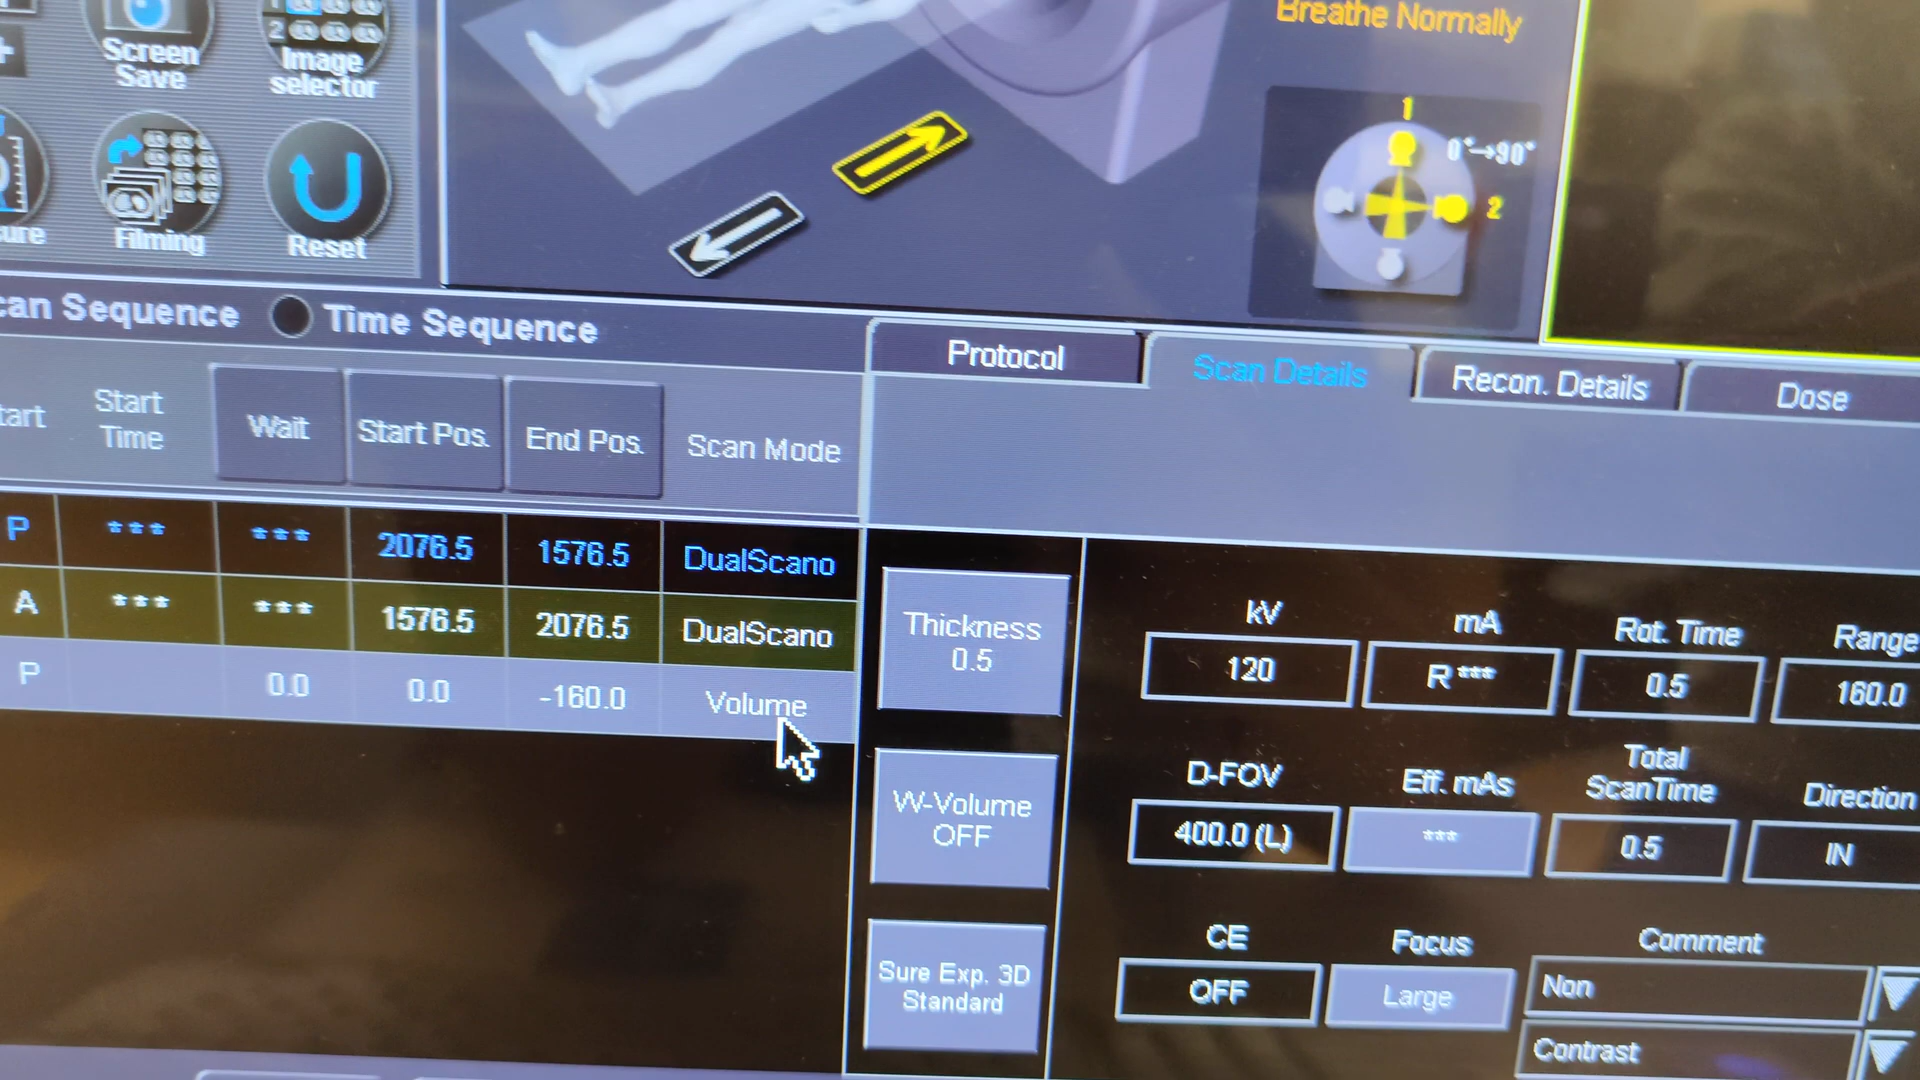 Screen
Save
1
2
Image
selector
Filming
Reset
Breathe Normally
1
0°→90°
2
Scan Sequence
Time Sequence
Protocol
Scan Details
Recon. Details
Dose
Start
Time
Wait
Start Pos.
End Pos.
Scan Mode
P *** *** 2076.5 1576.5 DualScano
A *** *** 1576.5 2076.5 DualScano
P 0.0 0.0 -160.0 Volume
Thickness
0.5
W-Volume
OFF
Sure Exp. 3D
Standard
kV
120
mA
R ***
Rot. Time
0.5
Range
160.0
D-FOV
400.0 (L)
Eff. mAs
***
Total
ScanTime
0.5
Direction
IN
CE
OFF
Focus
Large
Comment
Non
Contrast